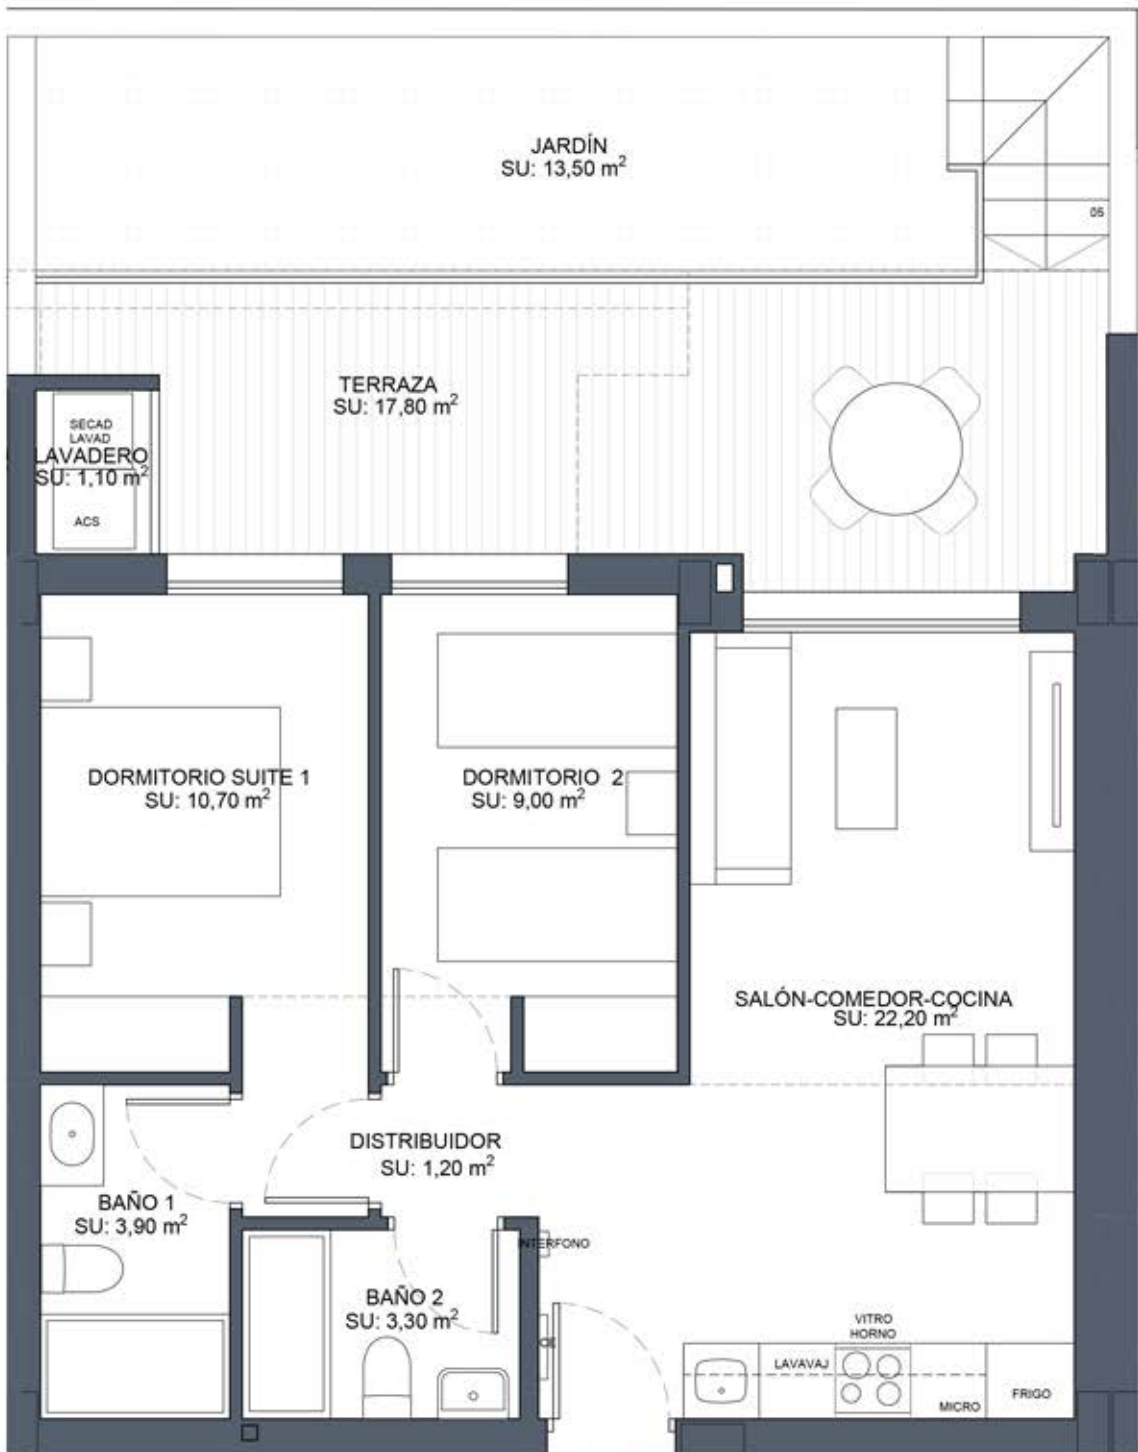 JARDÍN
SU: 13,50 m²
05
TERRAZA
SU: 17,80 m²
SECAD
LAVAD
LAVADERO
SU: 1,10 m²
ACS
DORMITORIO SUITE 1
SU: 10,70 m²
DORMITORIO 2
SU: 9,00 m²
SALÓN-COMEDOR-COCINA
SU: 22,20 m²
DISTRIBUIDOR
SU: 1,20 m²
BAÑO 1
SU: 3,90 m²
INTERFONO
BAÑO 2
SU: 3,30 m²
VITRO
HORNO
LAVAVAJ
MICRO
FRIGO